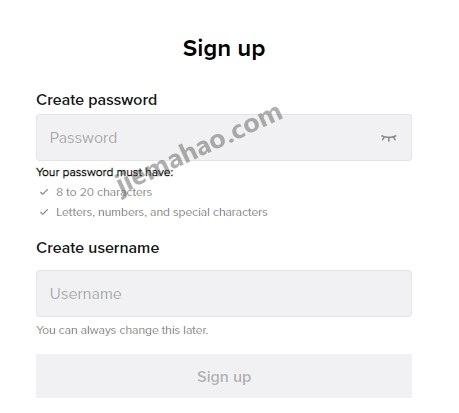 Sign up
Create password
Password
jiemahao.com
Your password must have:
8 to 20 characters
Letters, numbers, and special characters
Create username
Username
You can always change this later.
Sign up